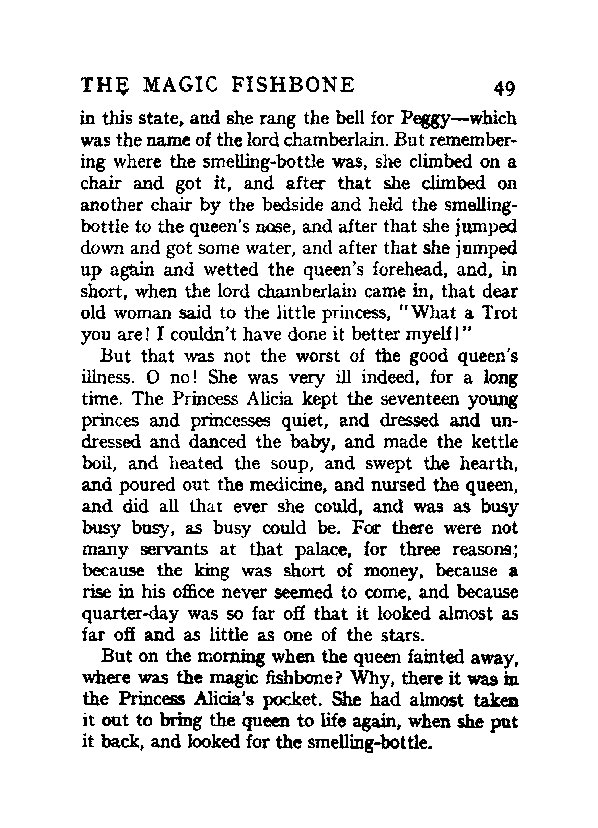 THE MAGIC FISHBONE 49
in this state, and she rang the bell for Peggy—which
was the name of the lord chamberlain. But remember-
ing where the smelling-bottle was, she climbed on a
chair and got it, and after that she climbed on
another chair by the bedside and held the smelling-
bottle to the queen's nose, and after that she jumped
down and got some water, and after that she jumped
up again and wetted the queen's forehead, and, in
short, when the lord chamberlain came in, that dear
old woman said to the little princess, "What a Trot
you are! I couldn't have done it better myelf!"
But that was not the worst of the good queen's
illness. O no! She was very ill indeed, for a long
time. The Princess Alicia kept the seventeen young
princes and princesses quiet, and dressed and un-
dressed and danced the baby, and made the kettle
boil, and heated the soup, and swept the hearth,
and poured out the medicine, and nursed the queen,
and did all that ever she could, and was as busy
busy busy, as busy could be. For there were not
many servants at that palace, for three reasons;
because the king was short of money, because a
rise in his office never seemed to come, and because
quarter-day was so far off that it looked almost as
far off and as little as one of the stars.
But on the morning when the queen fainted away,
where was the magic fishbone? Why, there it was in
the Princess Alicia's pocket. She had almost taken
it out to bring the queen to life again, when she put
it back, and looked for the smelling-bottle.